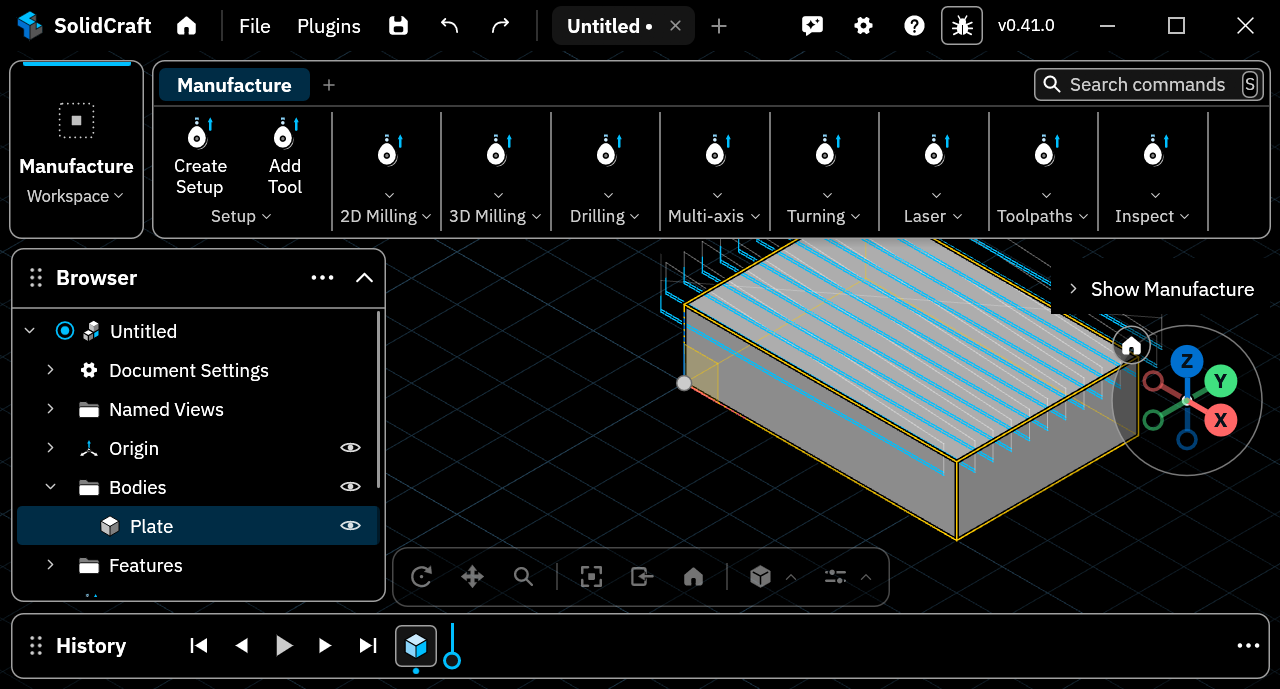 SolidCraft File Plugins Untitled • v0.41.0
Manufacture
Search commands S
Manufacture
Workspace
Create Setup
Add Tool
Setup
2D Milling
3D Milling
Drilling
Multi-axis
Turning
Laser
Toolpaths
Inspect
Browser
Untitled
Document Settings
Named Views
Origin
Bodies
Plate
Features
Show Manufacture
Z
Y
X
History